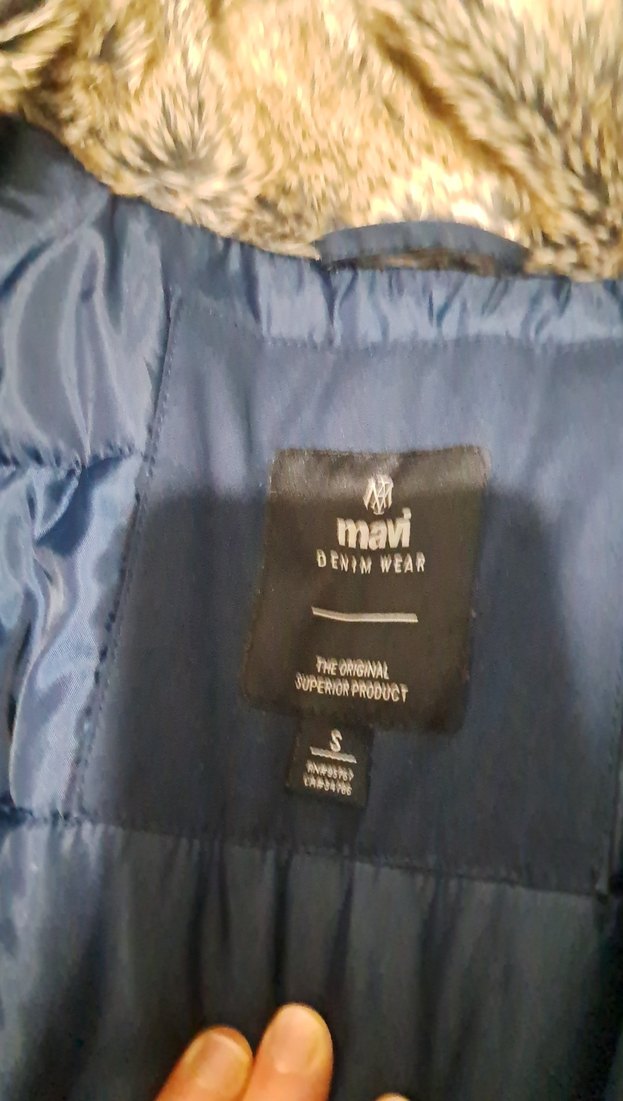 mavi
DENIM WEAR
THE ORIGINAL
SUPERIOR PRODUCT
S